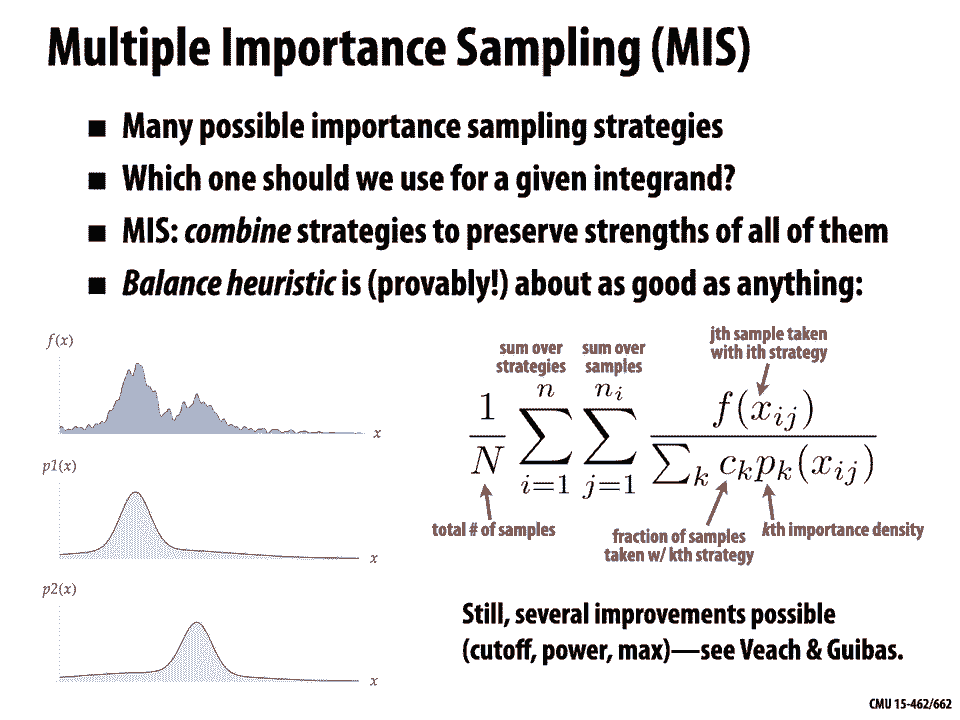 Multiple Importance Sampling (MIS)
■ Many possible importance sampling strategies
■ Which one should we use for a given integrand?
■ MIS: combine strategies to preserve strengths of all of them
■ Balance heuristic is (provably!) about as good as anything:
f(x)
x
p1(x)
x
p2(x)
x
sum over
strategies
sum over
samples
jth sample taken
with ith strategy
\frac{1}{N} \sum_{i=1}^{n} \sum_{j=1}^{n_i} \frac{f(x_{ij})}{\sum_k c_k p_k(x_{ij})}
total # of samples
fraction of samples
taken w/ kth strategy
kth importance density
Still, several improvements possible
(cutoff, power, max)—see Veach & Guibas.
CMU 15-462/662